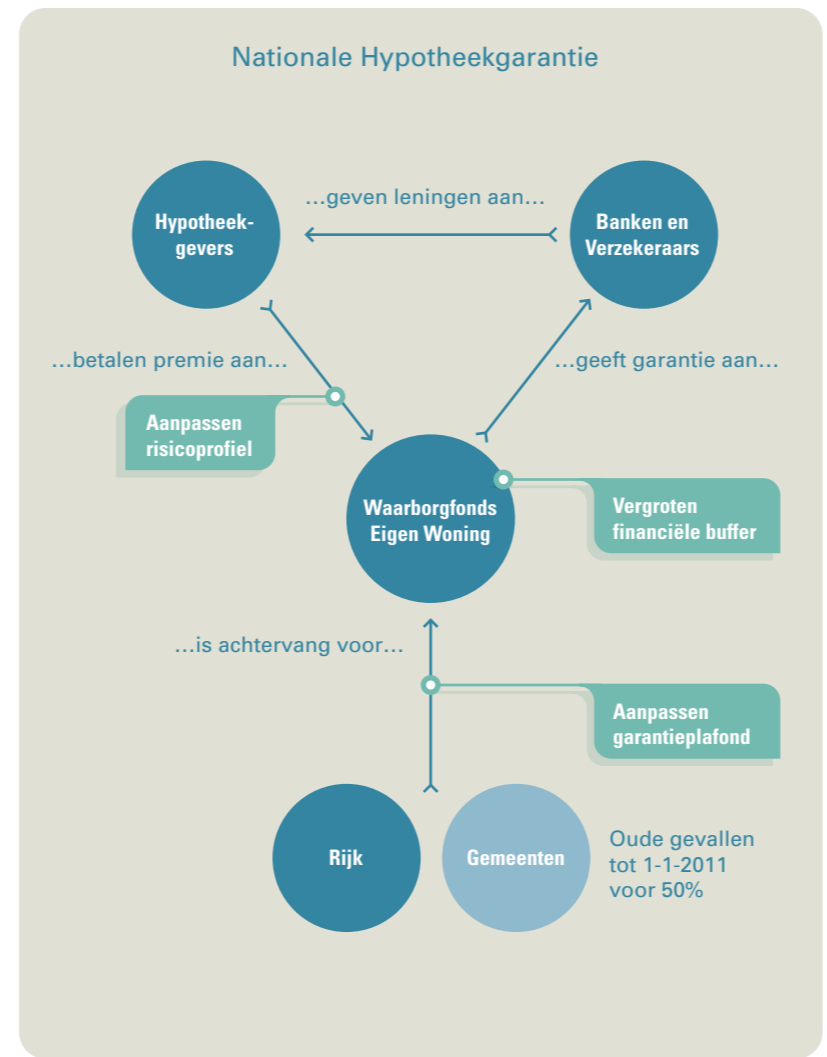 Nationale Hypotheekgarantie
…geven leningen aan…
Hypotheek-
gevers
Banken en
Verzekeraars
…betalen premie aan…
…geeft garantie aan…
Aanpassen
risicoprofiel
Waarborgfonds
Eigen Woning
Vergroten
financiële buffer
…is achtervang voor…
Aanpassen
garantieplafond
Rijk
Gemeenten
Oude gevallen
tot 1-1-2011
voor 50%